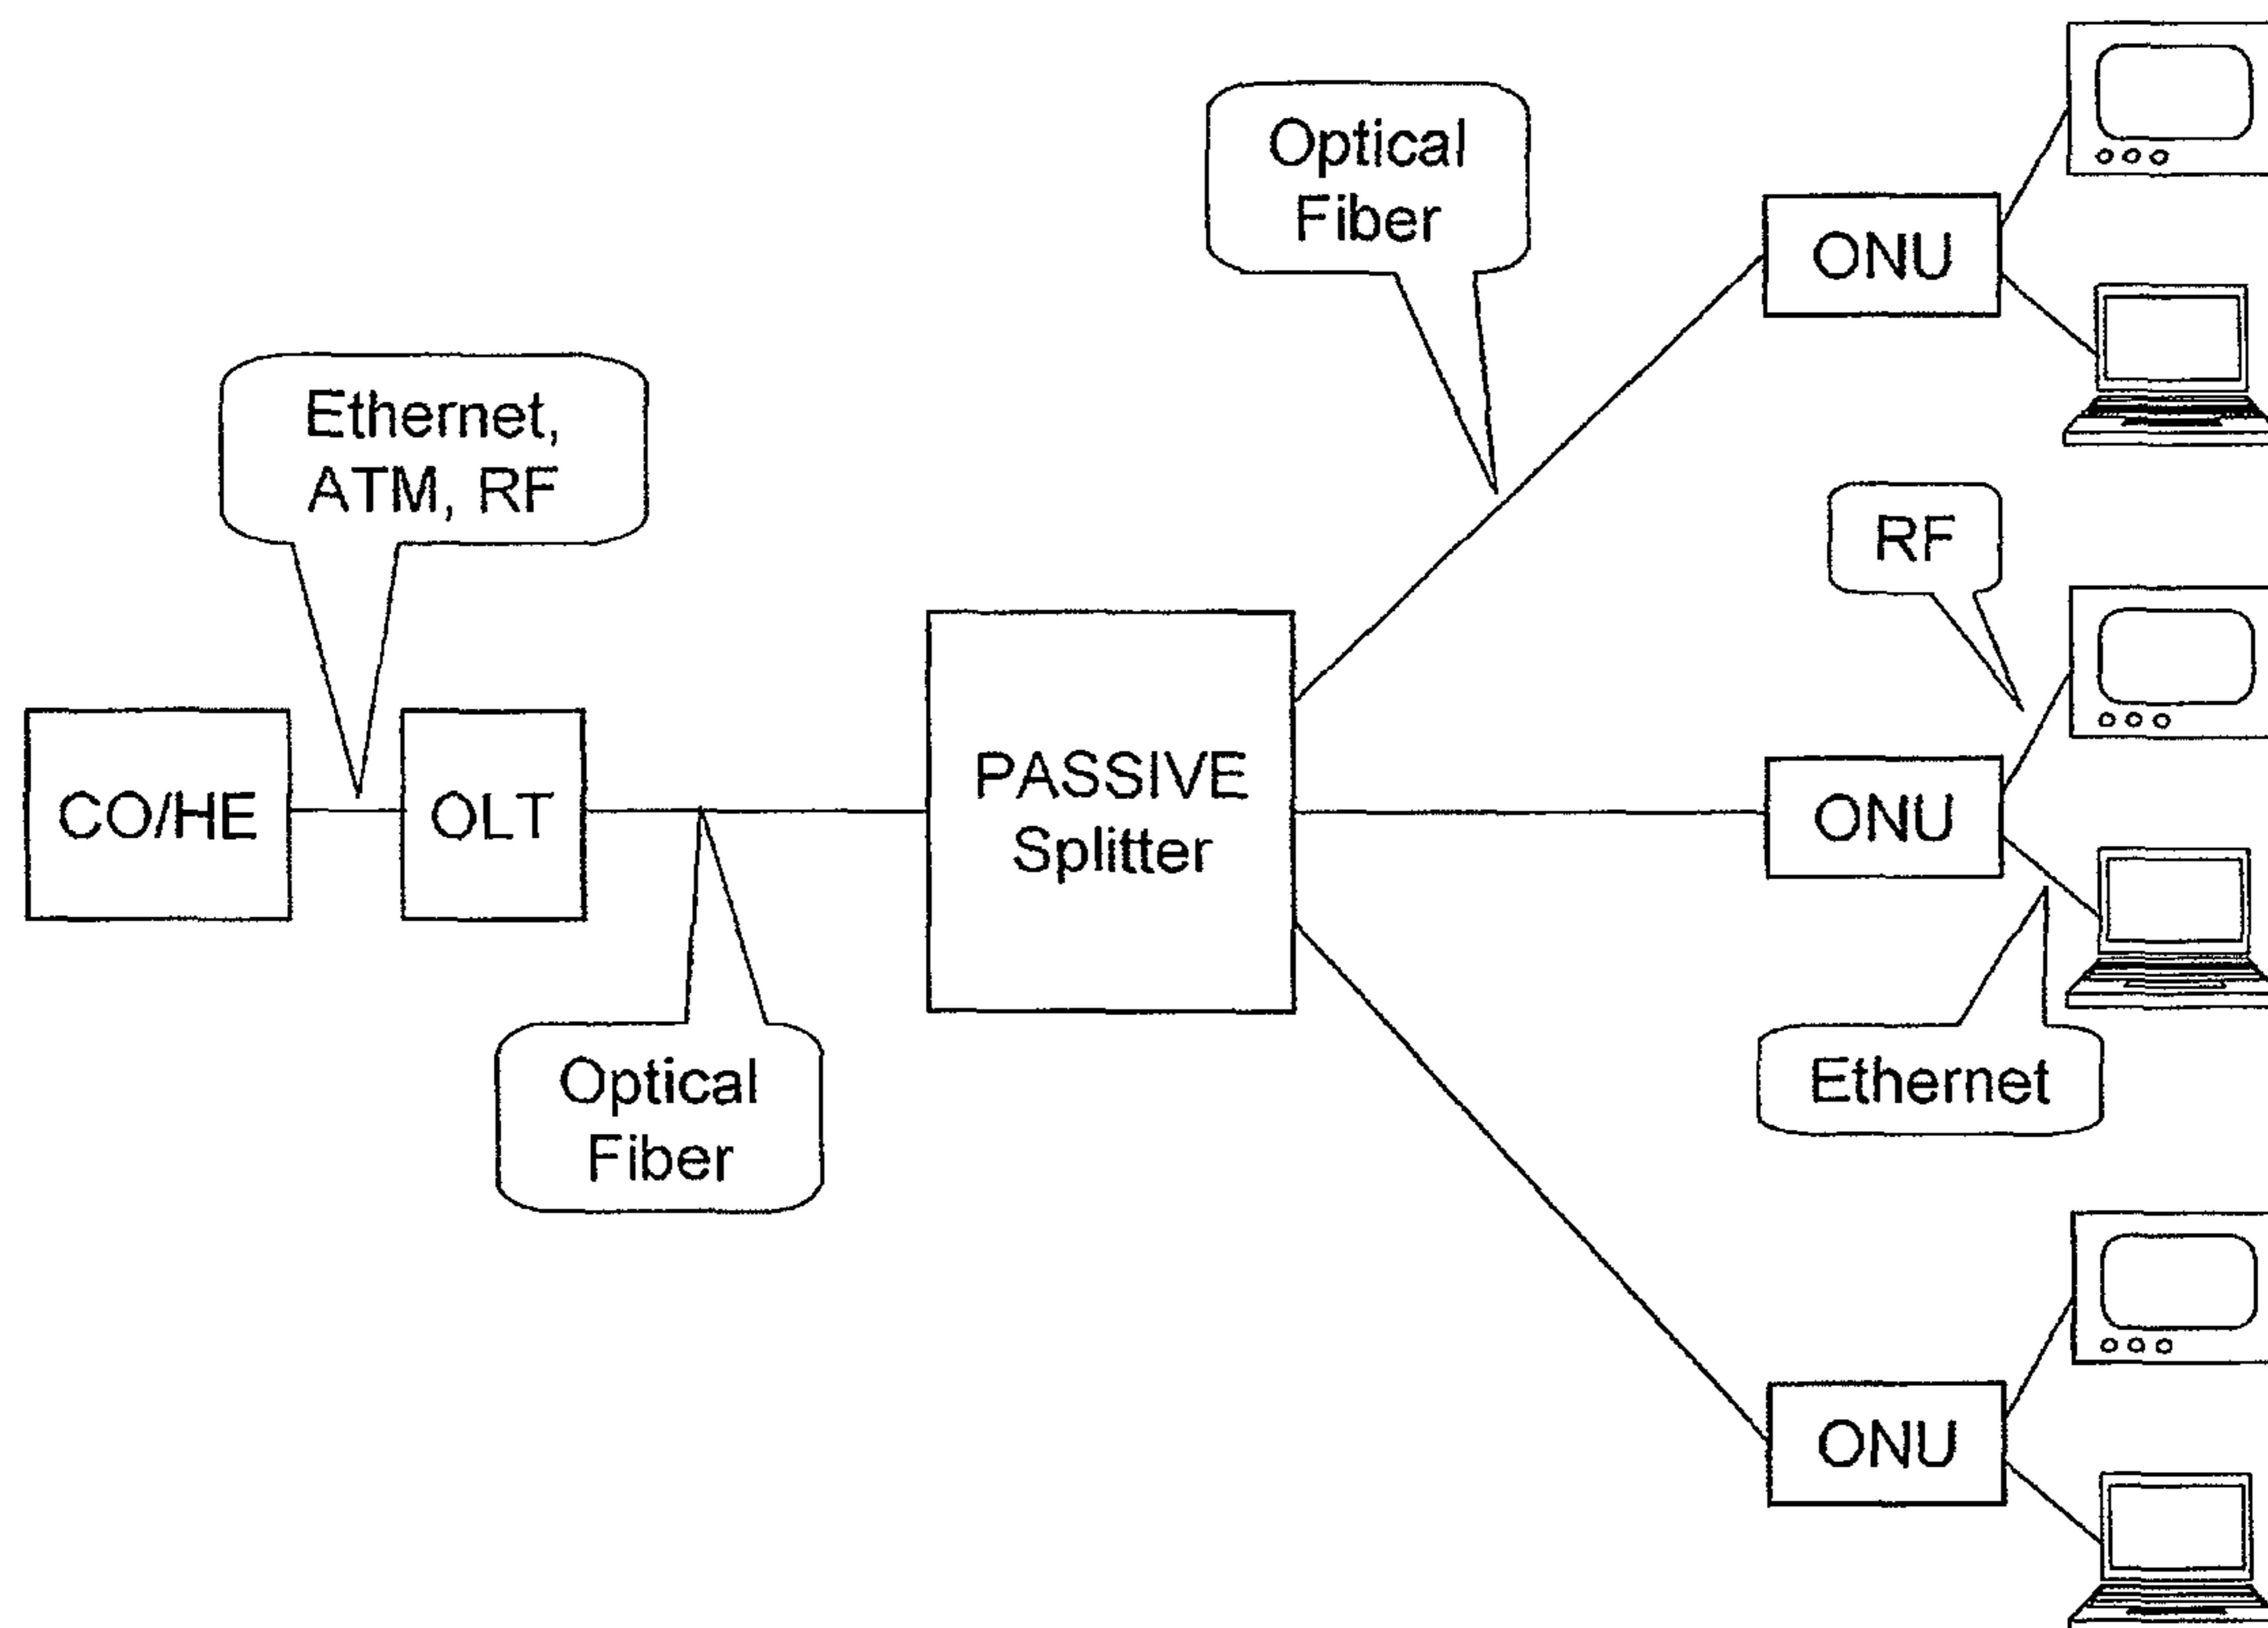 Optical
Fiber
ONU
Ethernet,
ATM, RF
RF
CO/HE
OLT
PASSIVE
Splitter
ONU
Optical
Fiber
Ethernet
ONU